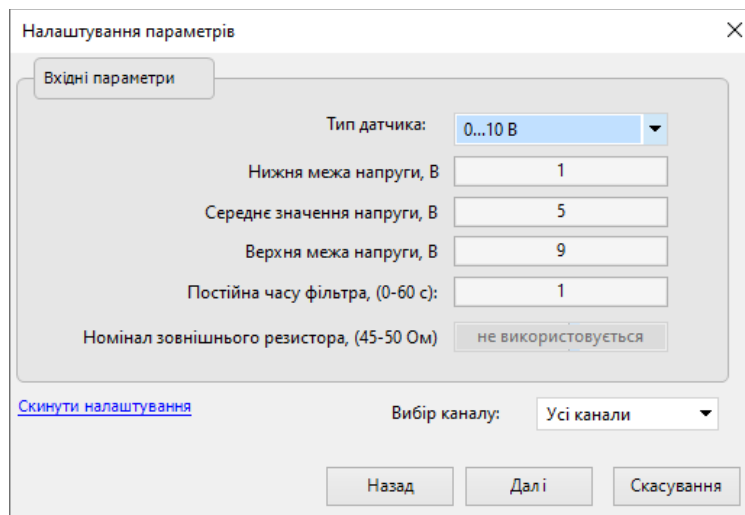 Налаштування параметрів
Вхідні параметри
Тип датчика: 0...10 В
Нижня межа напруги, В 1
Середнє значення напруги, В 5
Верхня межа напруги, В 9
Постійна часу фільтра, (0-60 с): 1
Номінал зовнішнього резистора, (45-50 Ом) не використовується
Скинути налаштування
Вибір каналу: Усі канали
Назад Далі Скасування